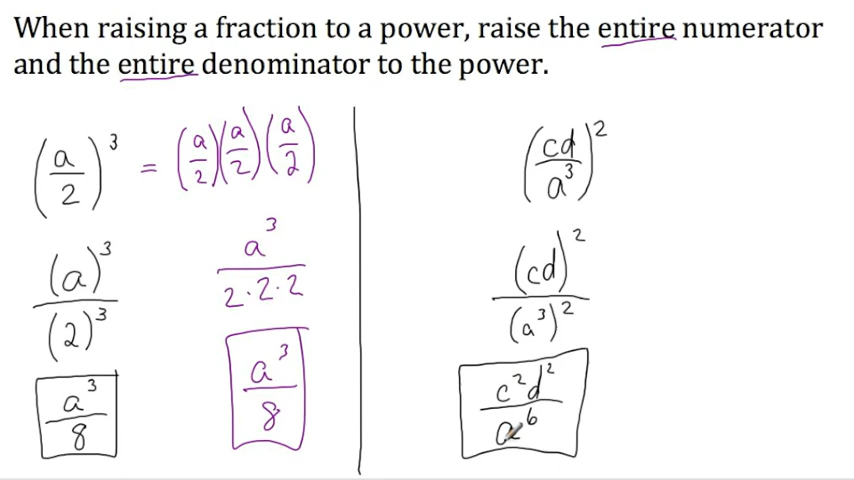 When raising a fraction to a power, raise the entire numerator
and the entire denominator to the power.
(a/2)^3 = (a/2)(a/2)(a/2)
(a)^3/(2)^3
a^3/8
a^3/(2·2·2)
a^3/8
(cd/a^3)^2
(cd)^2/(a^3)^2
c^2d^2/a^6